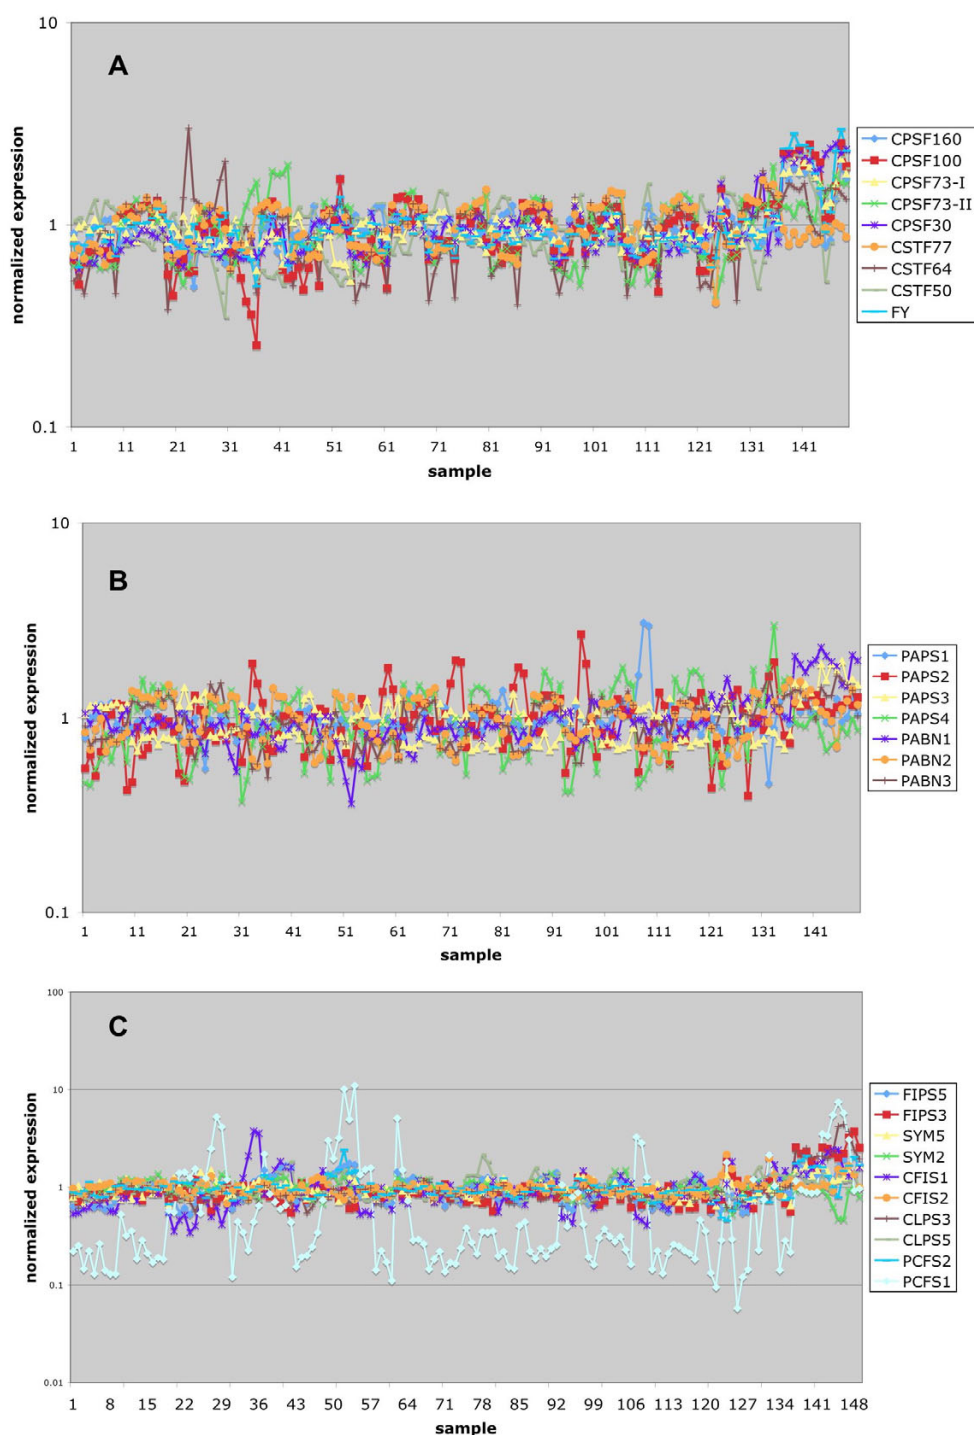 A
10
1
0.1
normalized expression
1 11 21 31 41 51 61 71 81 91 101 111 121 131 141
sample
CPSF160
CPSF100
CPSF73-I
CPSF73-II
CPSF30
CSTF77
CSTF64
CSTF50
FY
B
10
1
0.1
normalized expression
1 11 21 31 41 51 61 71 81 91 101 111 121 131 141
sample
PAPS1
PAPS2
PAPS3
PAPS4
PABN1
PABN2
PABN3
C
100
10
1
0.1
0.01
normalized expression
1 8 15 22 29 36 43 50 57 64 71 78 85 92 99 106 113 120 127 134 141 148
sample
FIPS5
FIPS3
SYM5
SYM2
CFIS1
CFIS2
CLPS3
CLPS5
PCFS2
PCFS1